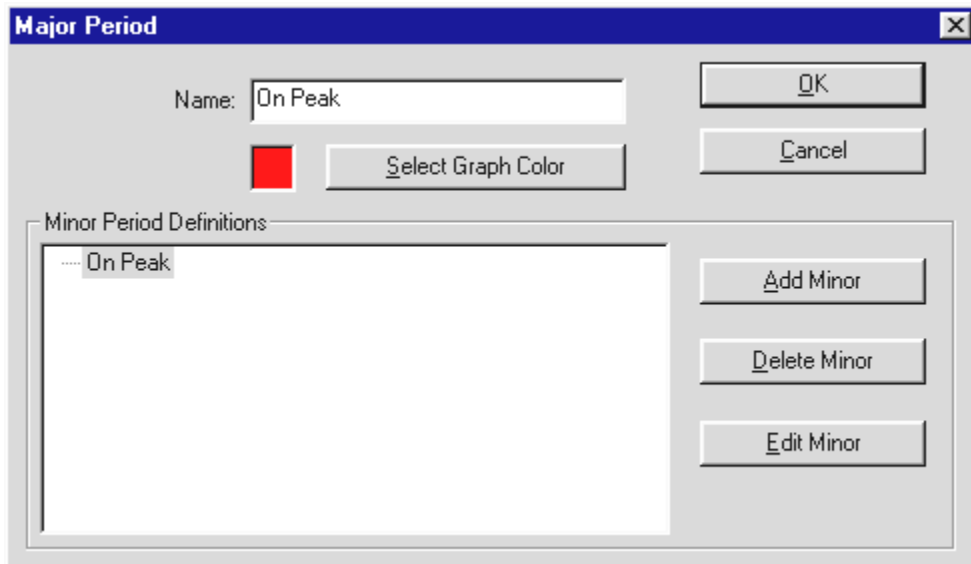 Major Period
Name: On Peak
OK
Select Graph Color
Cancel
Minor Period Definitions
On Peak
Add Minor
Delete Minor
Edit Minor